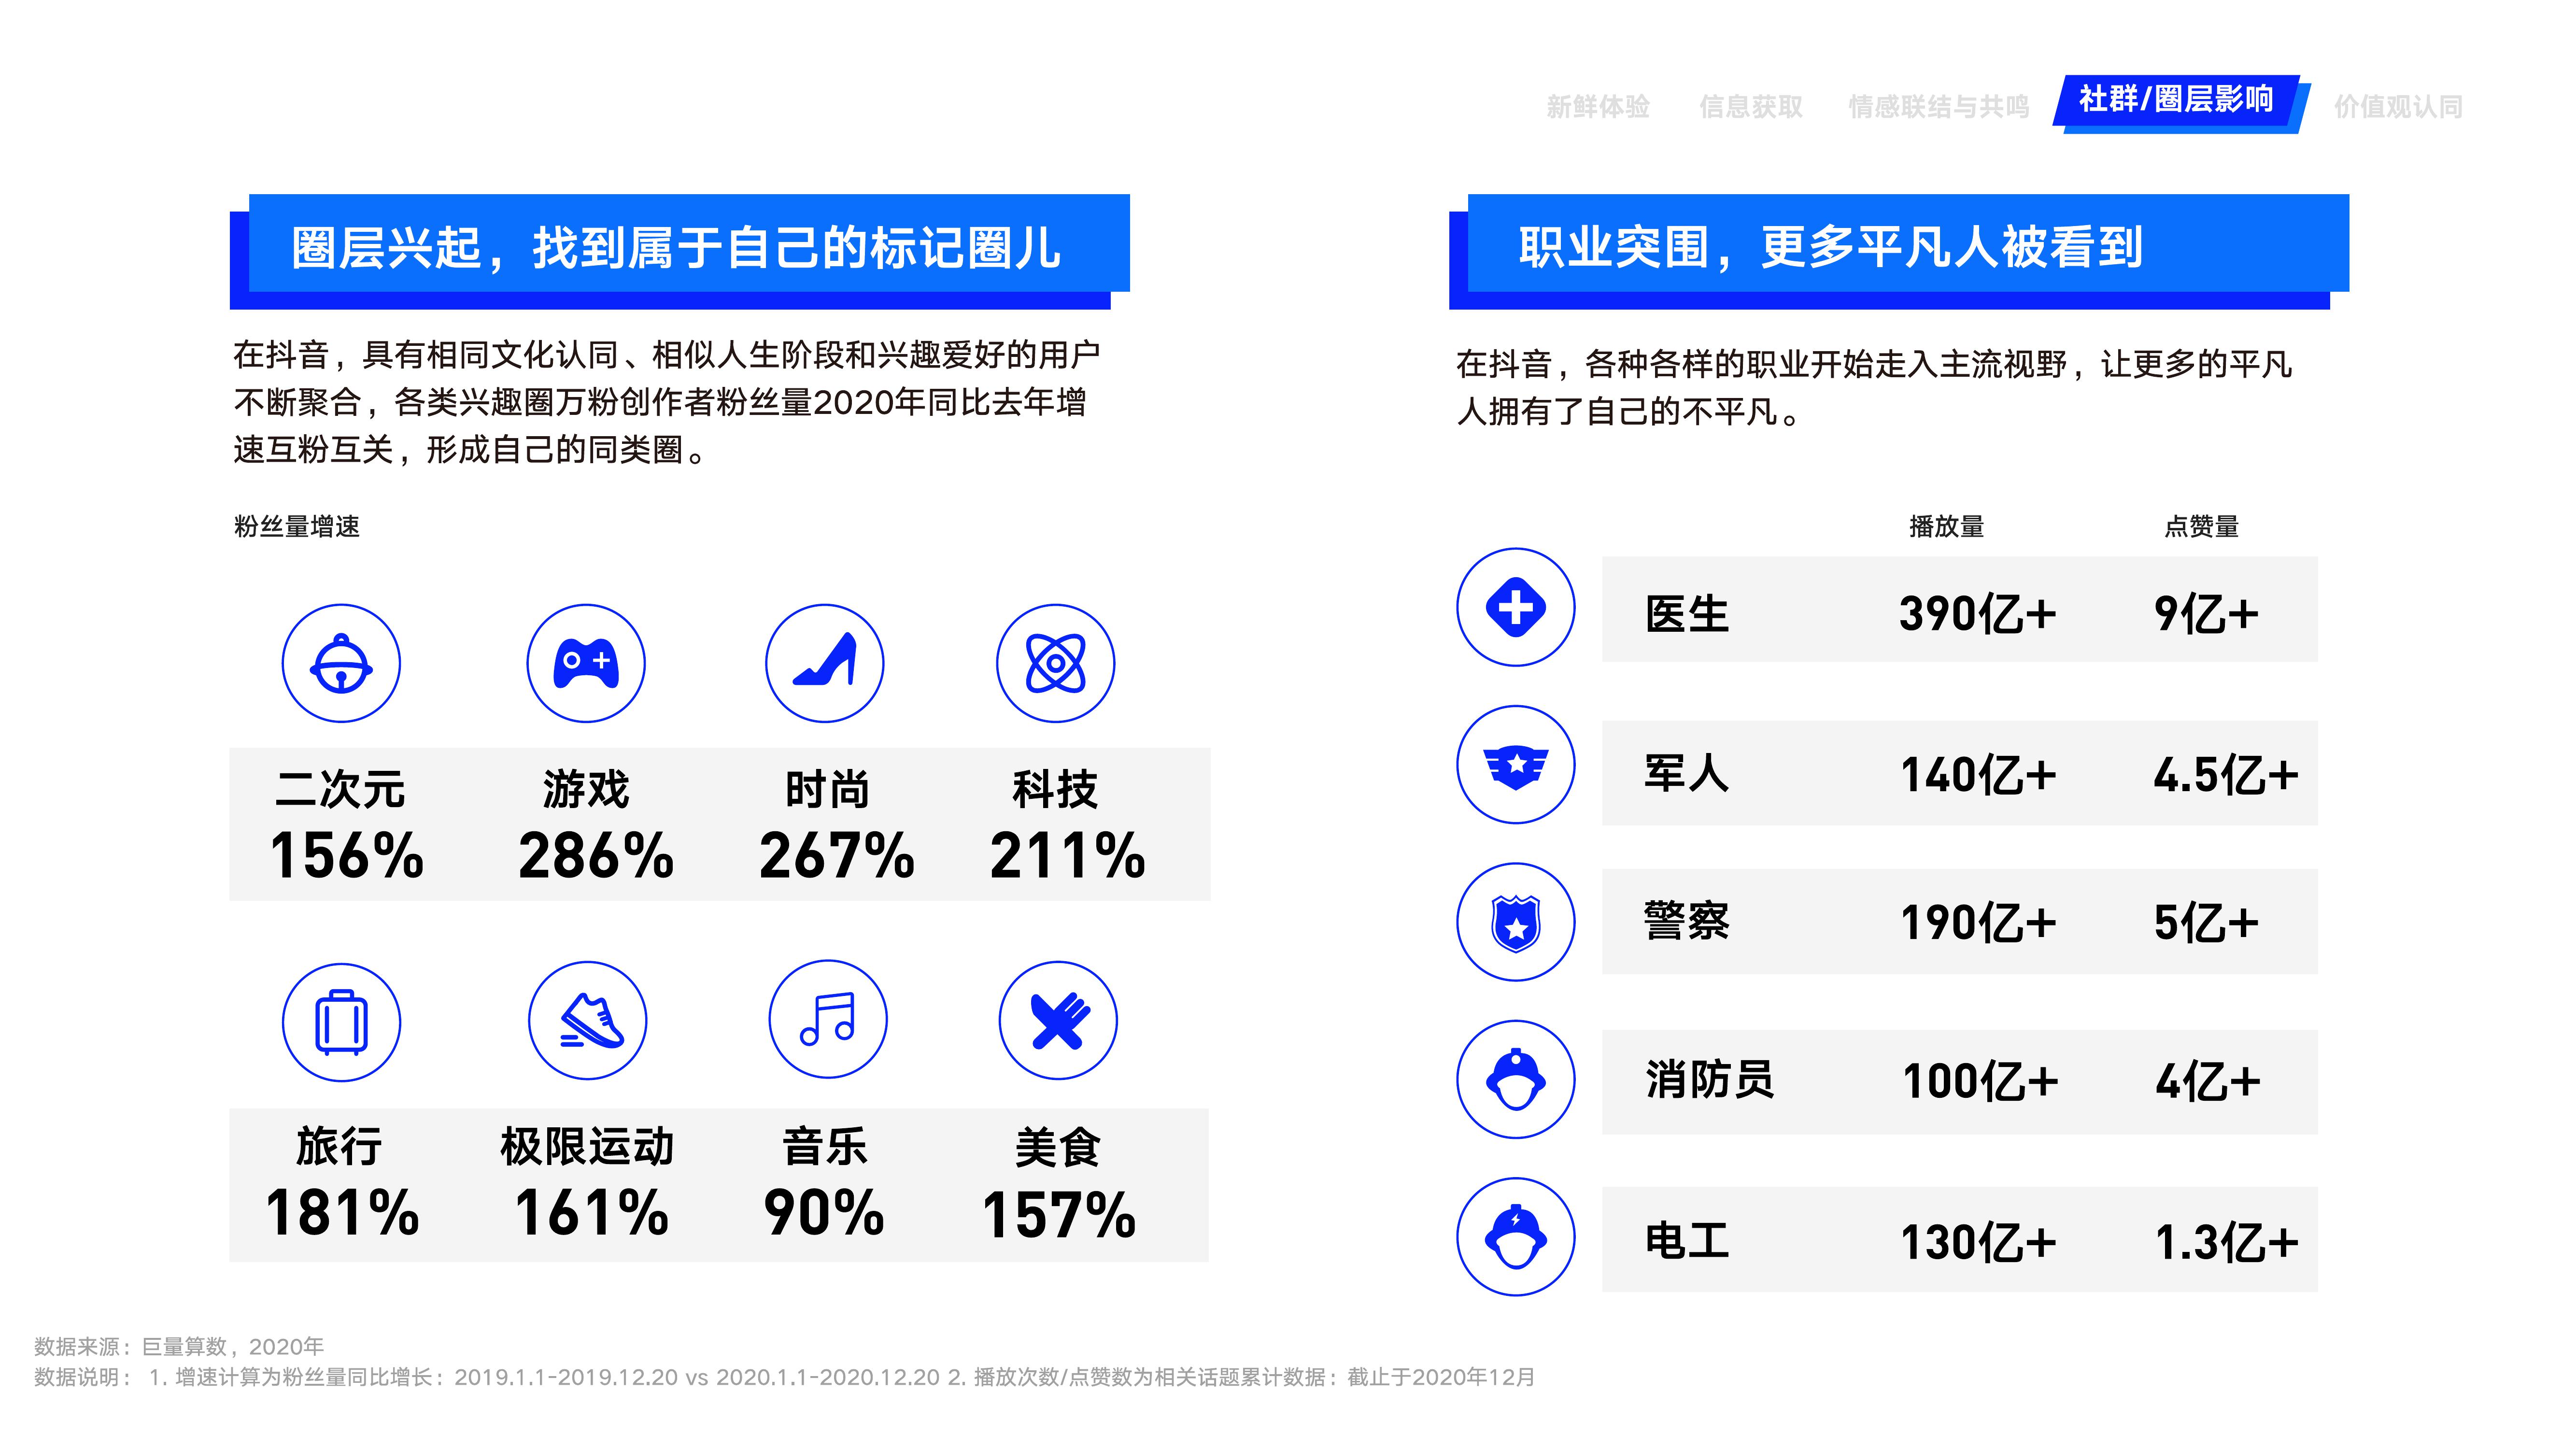 新鲜体验 信息获取 情感联结与共鸣 社群/圈层影响 价值观认同
圈层兴起，找到属于自己的标记圈儿
在抖音，具有相同文化认同、相似人生阶段和兴趣爱好的用户
不断聚合，各类兴趣圈万粉创作者粉丝量2020年同比去年增
速互粉互关，形成自己的同类圈。
粉丝量增速
二次元 游戏 时尚 科技
156% 286% 267% 211%
旅行 极限运动 音乐 美食
181% 161% 90% 157%
职业突围，更多平凡人被看到
在抖音，各种各样的职业开始走入主流视野，让更多的平凡
人拥有了自己的不平凡。
播放量 点赞量
医生 390亿+ 9亿+
军人 140亿+ 4.5亿+
警察 190亿+ 5亿+
消防员 100亿+ 4亿+
电工 130亿+ 1.3亿+
数据来源：巨量算数，2020年
数据说明： 1. 增速计算为粉丝量同比增长：2019.1.1-2019.12.20 vs 2020.1.1-2020.12.20 2. 播放次数/点赞数为相关话题累计数据：截止于2020年12月